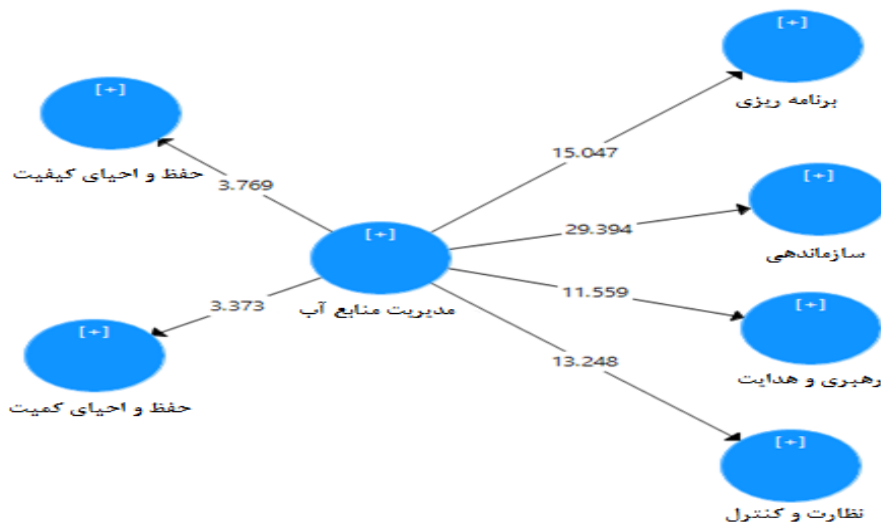 [+]
برنامه ریزی
[+]
حفظ و احیای کیفیت
15.047
3.769
[+]
سازماندهی
29.394
[+]
مدیریت منابع آب
11.559
[+]
رهبری و هدایت
3.373
[+]
حفظ و احیای کمیت
13.248
[+]
نظارت و کنترل